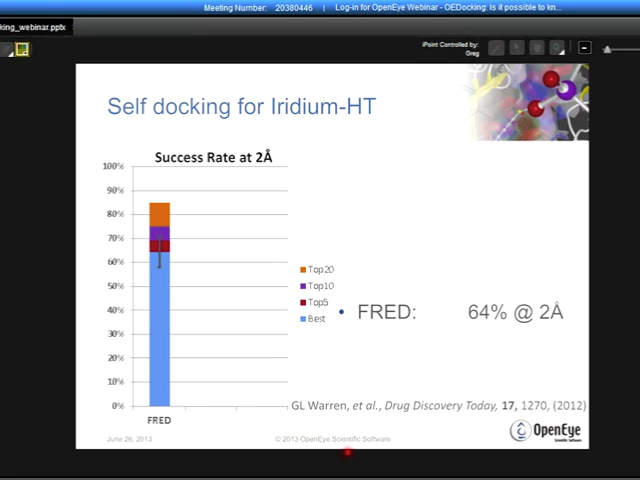 Meeting Number: 20380446 | Log-in for OpenEye Webinar - OEDocking: Is it possible to kn...
king_webinar.pptx
iPoint Controlled by:
Greg
Self docking for Iridium-HT
Success Rate at 2Å
100%
90%
80%
70%
60%
50%
40%
30%
20%
10%
0%
FRED
Top20
Top10
Top5
Best
• FRED: 64% @ 2Å
GL Warren, et al., Drug Discovery Today, 17, 1270, (2012)
June 26, 2013
© 2013 OpenEye Scientific Software
OpenEye
Scientific Software